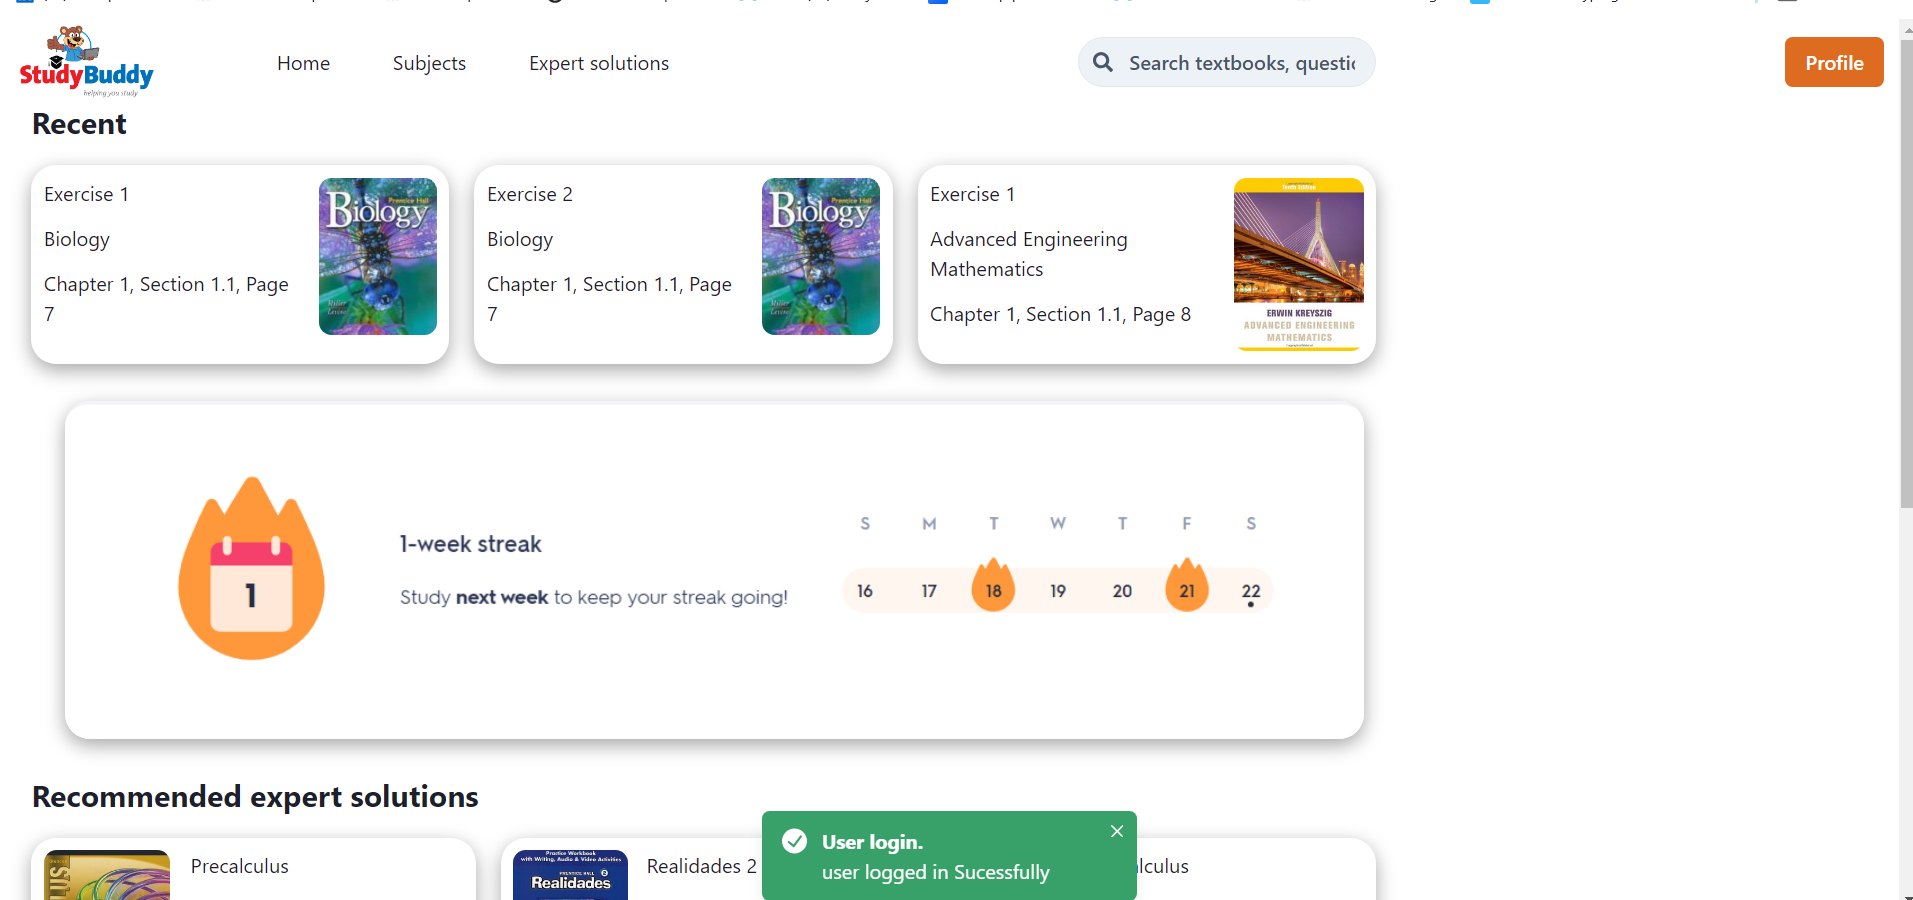 StudyBuddy
helping you study
Home
Subjects
Expert solutions
Search textbooks, questic
Profile
Recent
Exercise 1
Biology
Chapter 1, Section 1.1, Page
7
Prentice Hall
Biology
Miller
Levine
Exercise 2
Biology
Chapter 1, Section 1.1, Page
7
Prentice Hall
Biology
Miller
Levine
Exercise 1
Advanced Engineering
Mathematics
Chapter 1, Section 1.1, Page 8
Tenth Edition
ERWIN KREYSZIG
ADVANCED ENGINEERING
MATHEMATICS
1
1-week streak
Study next week to keep your streak going!
S M T W T F S
16 17 18 19 20 21 22
Recommended expert solutions
LUS
Precalculus
Practice Workbook
with Writing, Audio & Video Activities
PRENTICE HALL
Realidades 2
Realidades 2
lculus
User login.
user logged in Sucessfully